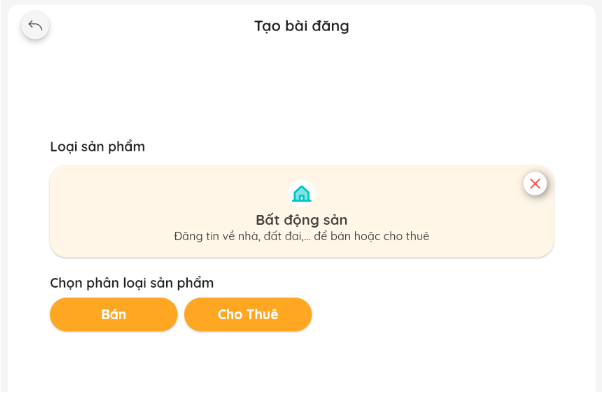 Tạo bài đăng
Loại sản phẩm
Bất động sản
Đăng tin về nhà, đất đai,... để bán hoặc cho thuê
Chọn phân loại sản phẩm
Bán
Cho Thuê